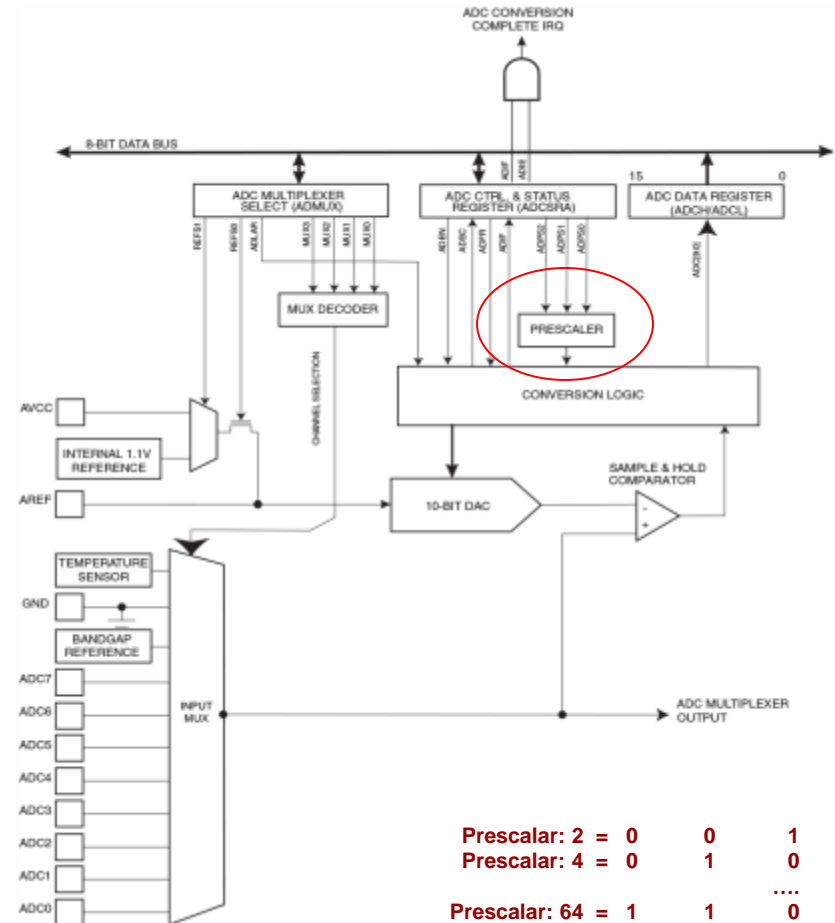 ADC CONVERSION
COMPLETE IRQ
8-BIT DATA BUS
ADIF
ADIE
15
0
ADC MULTIPLEXER
SELECT (ADMUX)
ADC CTRL. & STATUS
REGISTER (ADCSRA)
ADC DATA REGISTER
(ADCH/ADCL)
REFS1
REFS0
ADLAR
MUX3
MUX2
MUX1
MUX0
ADEN
ADSC
ADFR
ADIF
ADPS2
ADPS1
ADPS0
ADC[9:0]
MUX DECODER
PRESCALER
CHANNEL SELECTION
CONVERSION LOGIC
AVCC
INTERNAL 1.1V
REFERENCE
SAMPLE & HOLD
COMPARATOR
AREF
10-BIT DAC
-
+
TEMPERATURE
SENSOR
GND
BANDGAP
REFERENCE
ADC7
ADC6
INPUT
MUX
ADC MULTIPLEXER
OUTPUT
ADC5
ADC4
ADC3
ADC2
ADC1
ADC0
Prescalar: 2 = 0 0 1
Prescalar: 4 = 0 1 0
....
Prescalar: 64 = 1 1 0